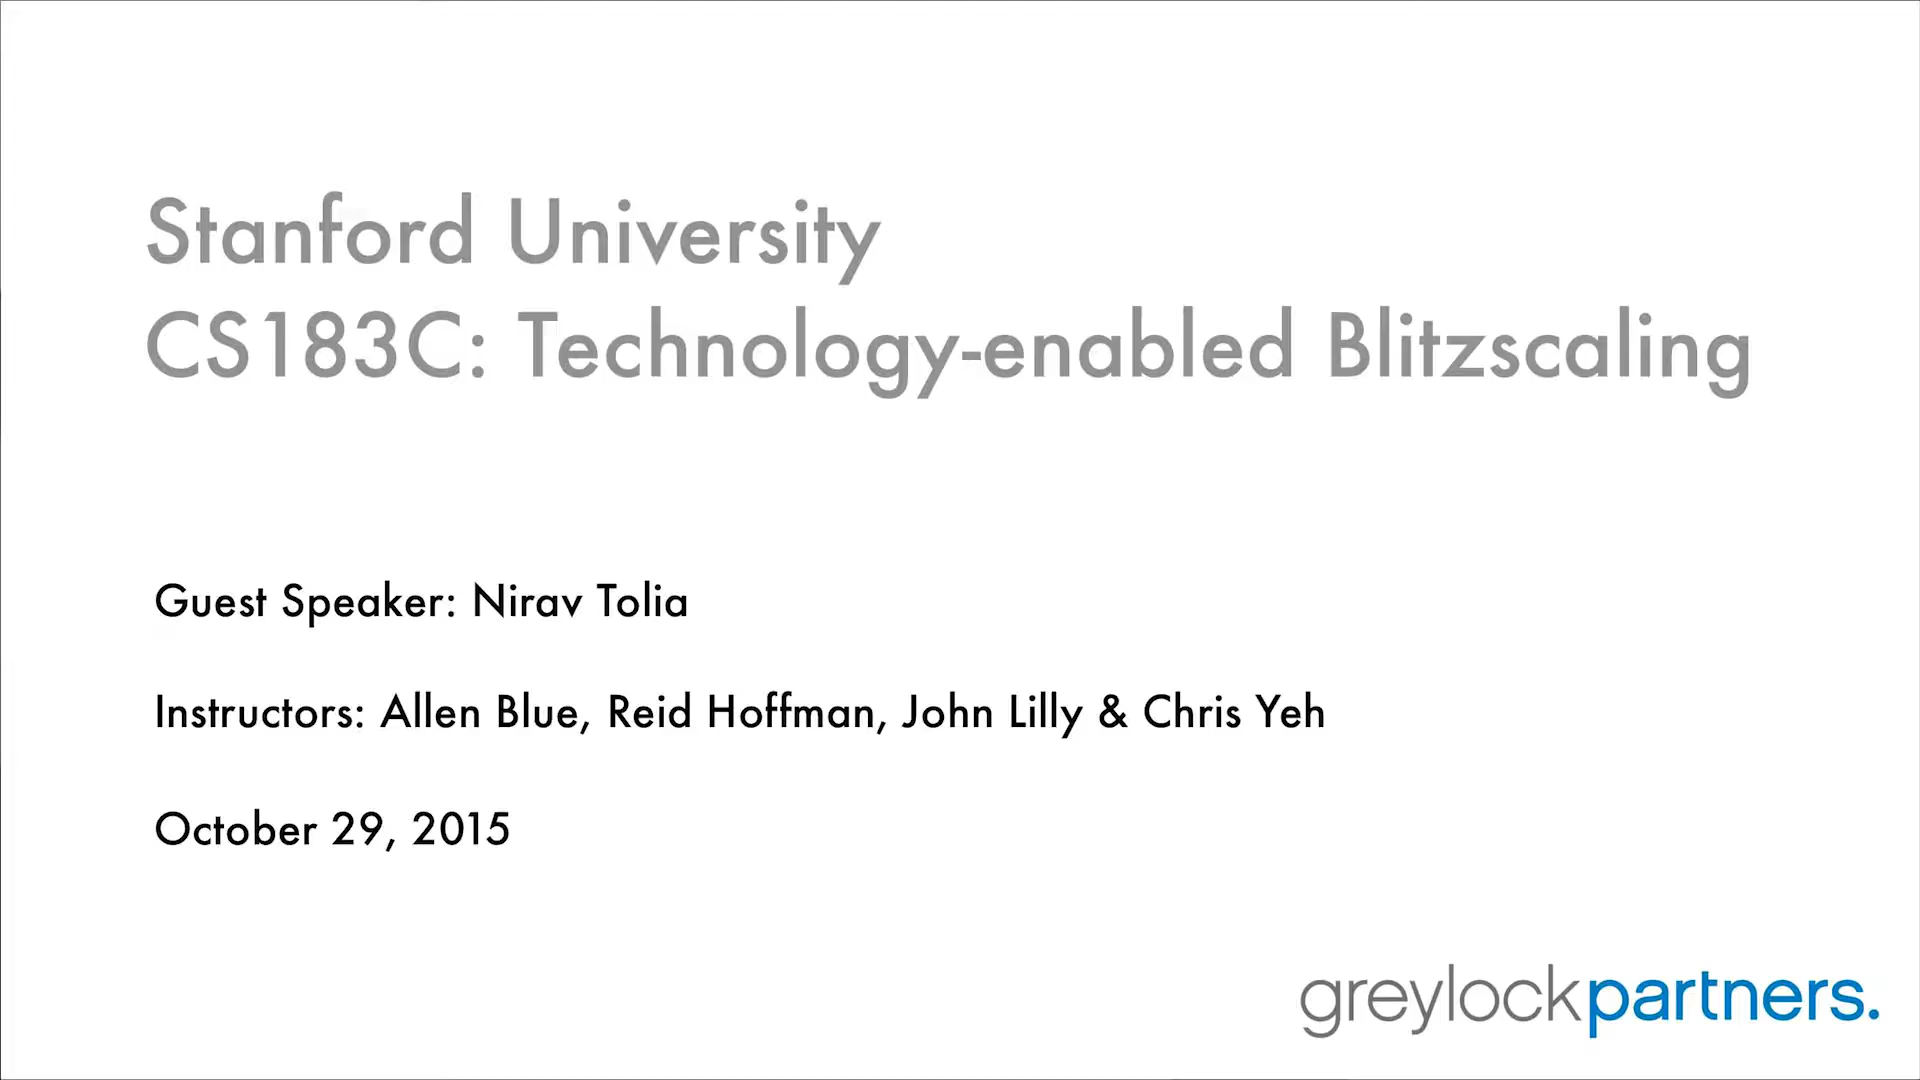 Stanford University
CS183C: Technology-enabled Blitzscaling
Guest Speaker: Nirav Tolia
Instructors: Allen Blue, Reid Hoffman, John Lilly & Chris Yeh
October 29, 2015
greylockpartners.